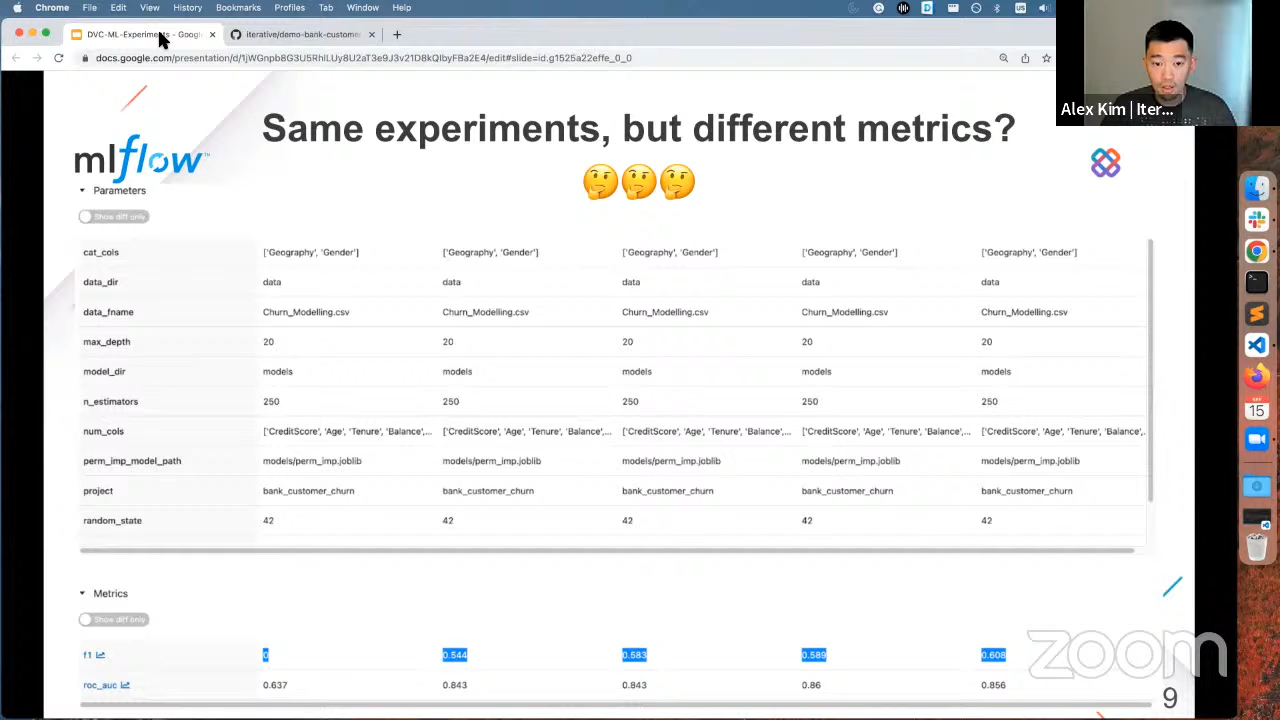 Chrome File Edit View History Bookmarks Profiles Tab Window Help
US
DVC-ML-Experiments - Google
iterative/demo-bank-customer
docs.google.com/presentation/d/1jWGnpb8G3U5RhlLUy8U2aT3e9J3v21D8kQIbyFBa2E4/edit#slide=id.g1525a22effe_0_0
Alex Kim | Iter...
Same experiments, but different metrics?
mlflow™
Parameters
Show diff only
cat_cols ['Geography', 'Gender'] ['Geography', 'Gender'] ['Geography', 'Gender'] ['Geography', 'Gender'] ['Geography', 'Gender']
data_dir data data data data data
data_fname Churn_Modelling.csv Churn_Modelling.csv Churn_Modelling.csv Churn_Modelling.csv Churn_Modelling.csv
max_depth 20 20 20 20 20
model_dir models models models models models
n_estimators 250 250 250 250 250
num_cols ['CreditScore', 'Age', 'Tenure', 'Balance',... ['CreditScore', 'Age', 'Tenure', 'Balance',... ['CreditScore', 'Age', 'Tenure', 'Balance',... ['CreditScore', 'Age', 'Tenure', 'Balance',... ['CreditScore', 'Age', 'Tenure', 'Balance',...
perm_imp_model_path models/perm_imp.joblib models/perm_imp.joblib models/perm_imp.joblib models/perm_imp.joblib models/perm_imp.joblib
project bank_customer_churn bank_customer_churn bank_customer_churn bank_customer_churn bank_customer_churn
random_state 42 42 42 42 42
Metrics
Show diff only
f1 0 0.544 0.583 0.589 0.608
roc_auc 0.637 0.843 0.843 0.86 0.856
15
zoom
9